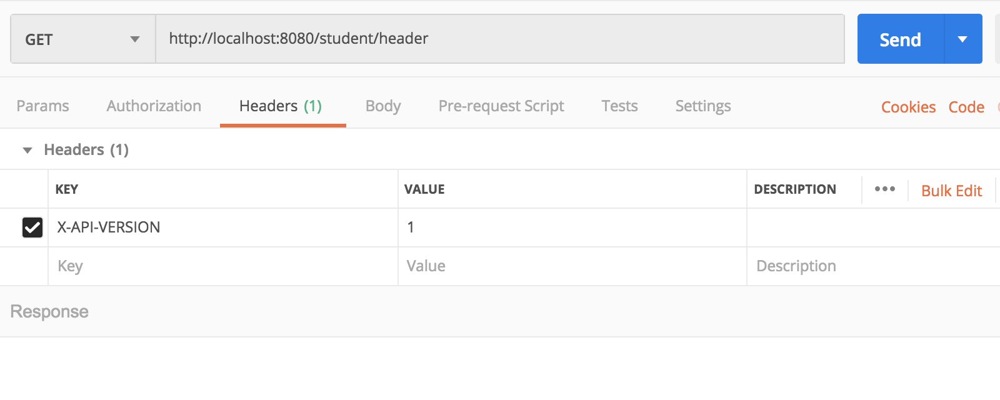 GET http://localhost:8080/student/header Send
Params Authorization Headers (1) Body Pre-request Script Tests Settings Cookies Code
Headers (1)
KEY VALUE DESCRIPTION ••• Bulk Edit
X-API-VERSION 1
Key Value Description
Response